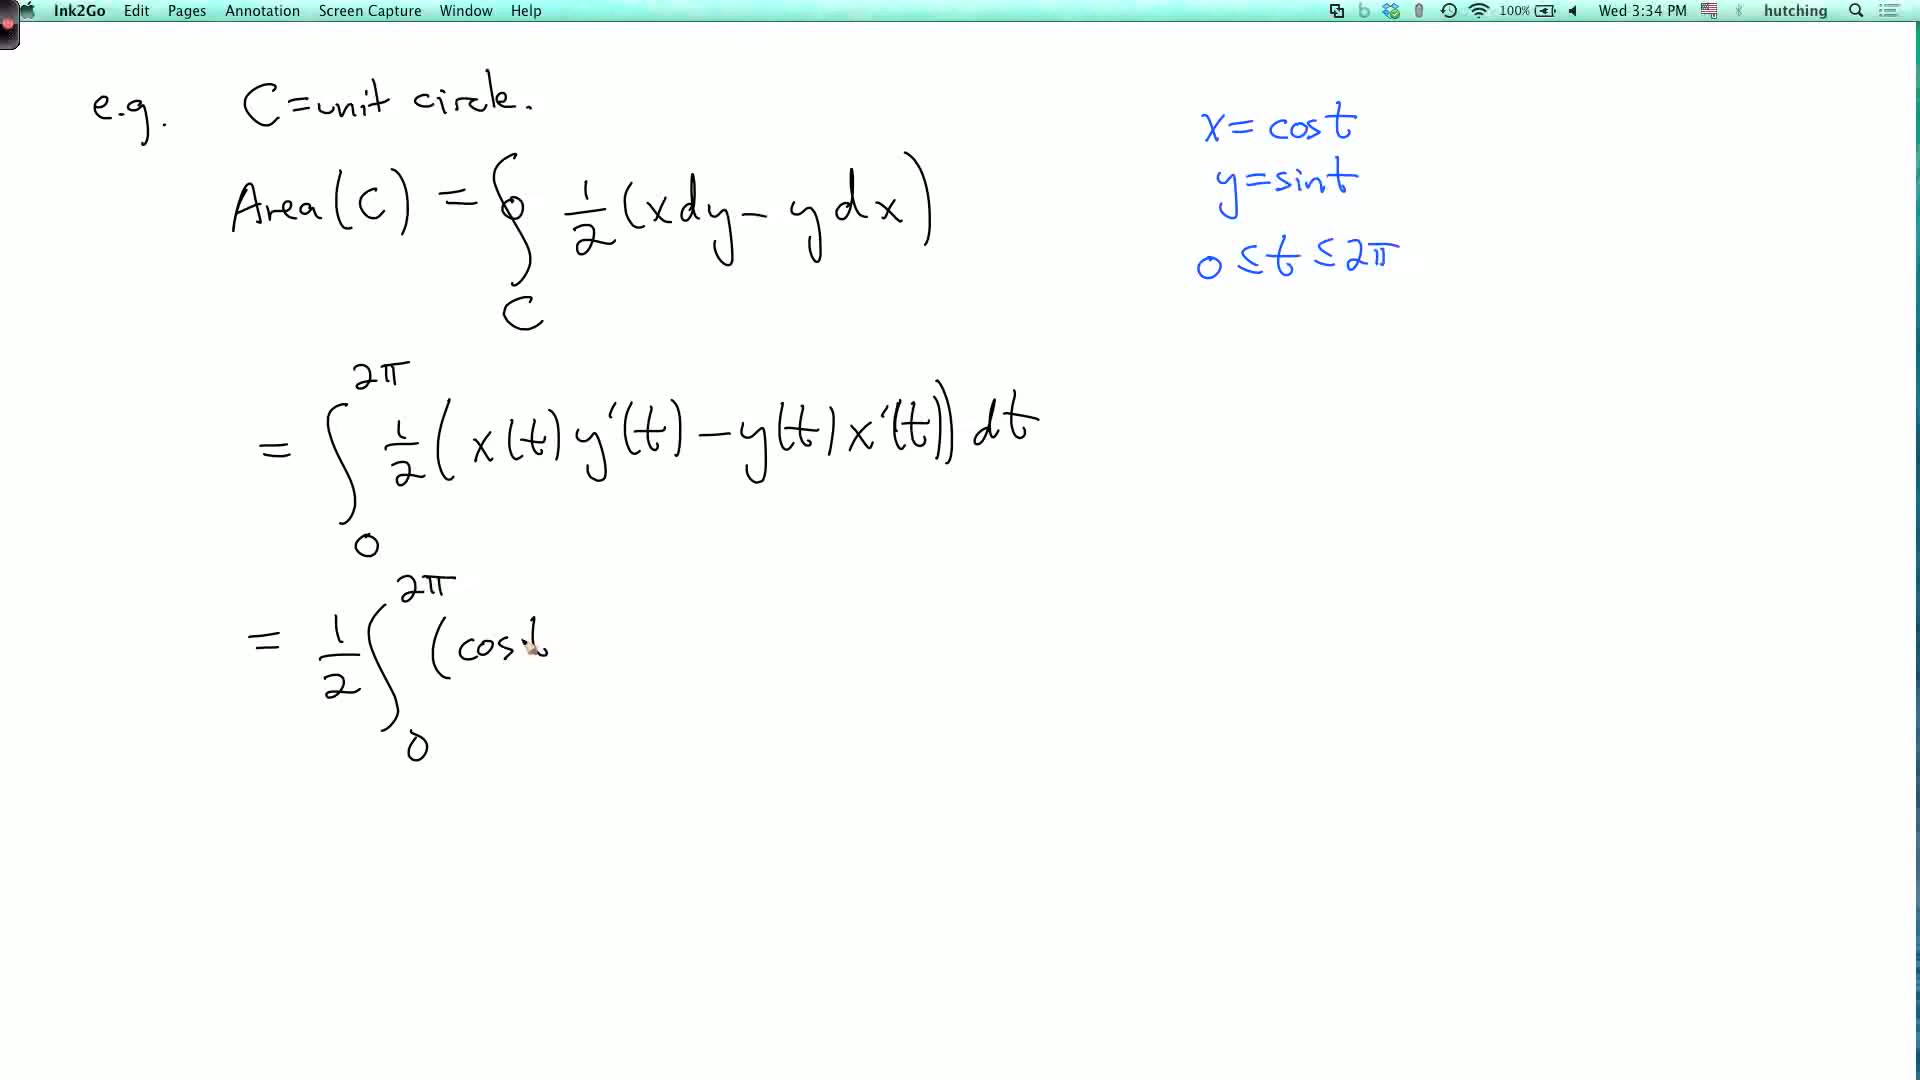 Ink2Go Edit Pages Annotation Screen Capture Window Help 100% Wed 3:34 PM hutching
e.g. C = unit circle.
x = cos t
y = sin t
0 ≤ t ≤ 2π
Area(C) = ∮_C 1/2 (x dy - y dx)
= ∫_0^{2π} 1/2 (x(t) y'(t) - y(t) x'(t)) dt
= 1/2 ∫_0^{2π} (cos t